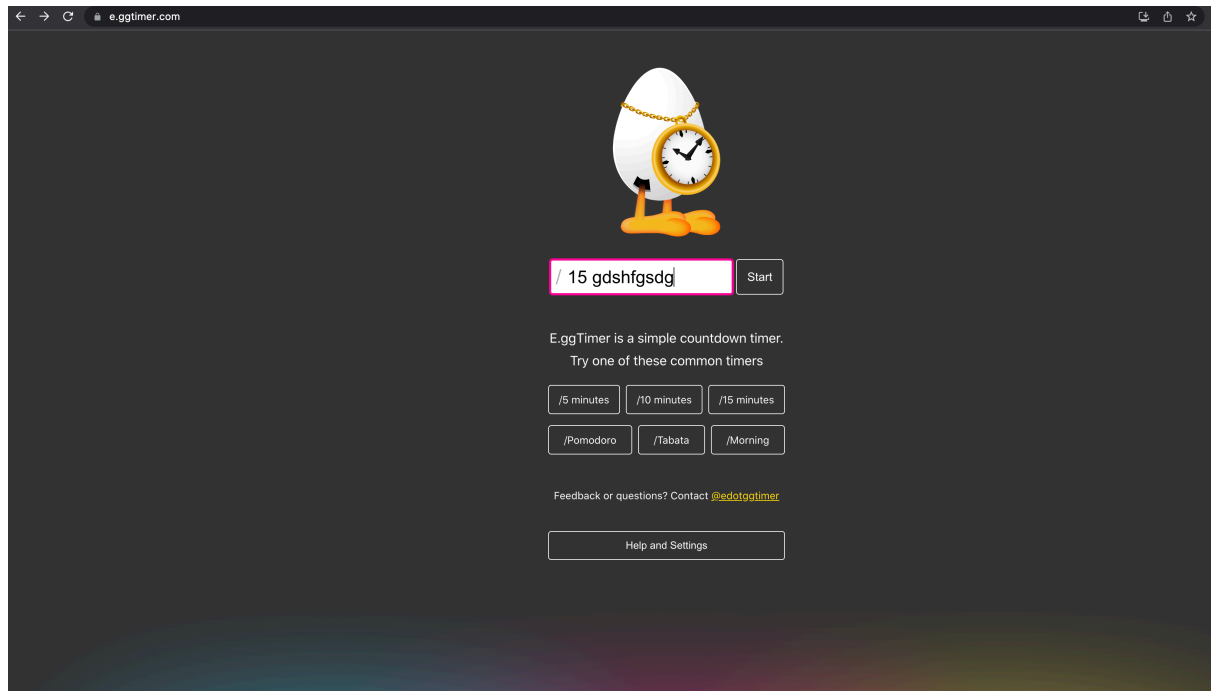 e.ggtimer.com
/ 15 gdshfgsdg
Start
E.ggTimer is a simple countdown timer.
Try one of these common timers
/5 minutes /10 minutes /15 minutes
/Pomodoro /Tabata /Morning
Feedback or questions? Contact @edotggtimer
Help and Settings